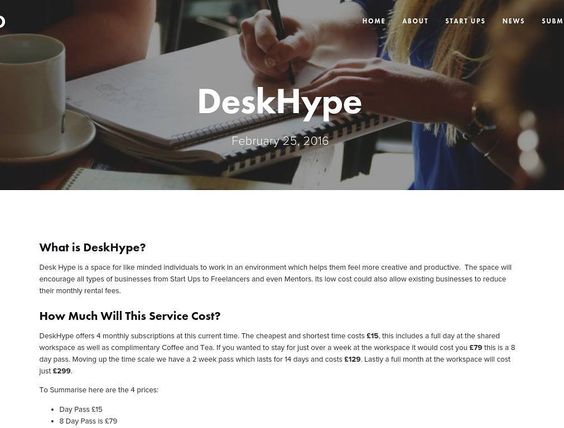 HOME ABOUT START UPS NEWS SUBM
DeskHype
February 25, 2016
What is DeskHype?
Desk Hype is a space for like minded individuals to work in an environment which helps them feel more creative and productive. The space will
encourage all types of businesses from Start Ups to Freelancers and even Mentors. Its low cost could also allow existing businesses to reduce
their monthly rental fees.
How Much Will This Service Cost?
DeskHype offers 4 monthly subscriptions at this current time. The cheapest and shortest time costs £15, this includes a full day at the shared
workspace as well as complimentary Coffee and Tea. If you wanted to stay for just over a week at the workspace it would cost you £79 this is a 8
day pass. Moving up the time scale we have a 2 week pass which lasts for 14 days and costs £129. Lastly a full month at the workspace will cost
just £299.
To Summarise here are the 4 prices:
• Day Pass £15
• 8 Day Pass is £79